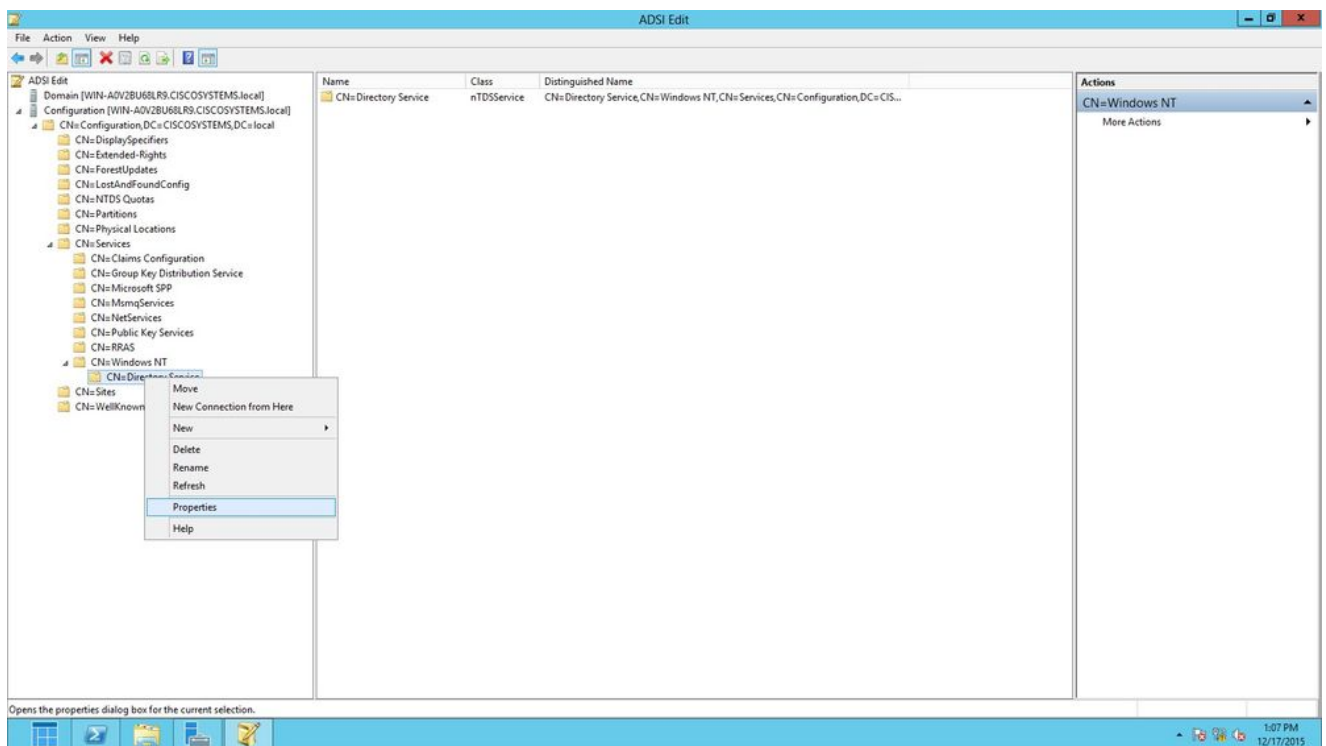 ADSI Edit
File Action View Help
ADSI Edit
Domain [WIN-A0V2BU68LR9.CISCOSYSTEMS.local]
Configuration [WIN-A0V2BU68LR9.CISCOSYSTEMS.local]
CN=Configuration,DC=CISCOSYSTEMS,DC=local
CN=DisplaySpecifiers
CN=Extended-Rights
CN=ForestUpdates
CN=LostAndFoundConfig
CN=NTDS Quotas
CN=Partitions
CN=Physical Locations
CN=Services
CN=Claims Configuration
CN=Group Key Distribution Service
CN=Microsoft SPP
CN=MsmqServices
CN=NetServices
CN=Public Key Services
CN=RRAS
CN=Windows NT
CN=Directory Service
CN=Sites
CN=WellKnown
Move
New Connection from Here
New
Delete
Rename
Refresh
Properties
Help
Name Class Distinguished Name
CN=Directory Service nTDSService CN=Directory Service,CN=Windows NT,CN=Services,CN=Configuration,DC=CIS...
Actions
CN=Windows NT
More Actions
Opens the properties dialog box for the current selection.
1:07 PM
12/17/2015